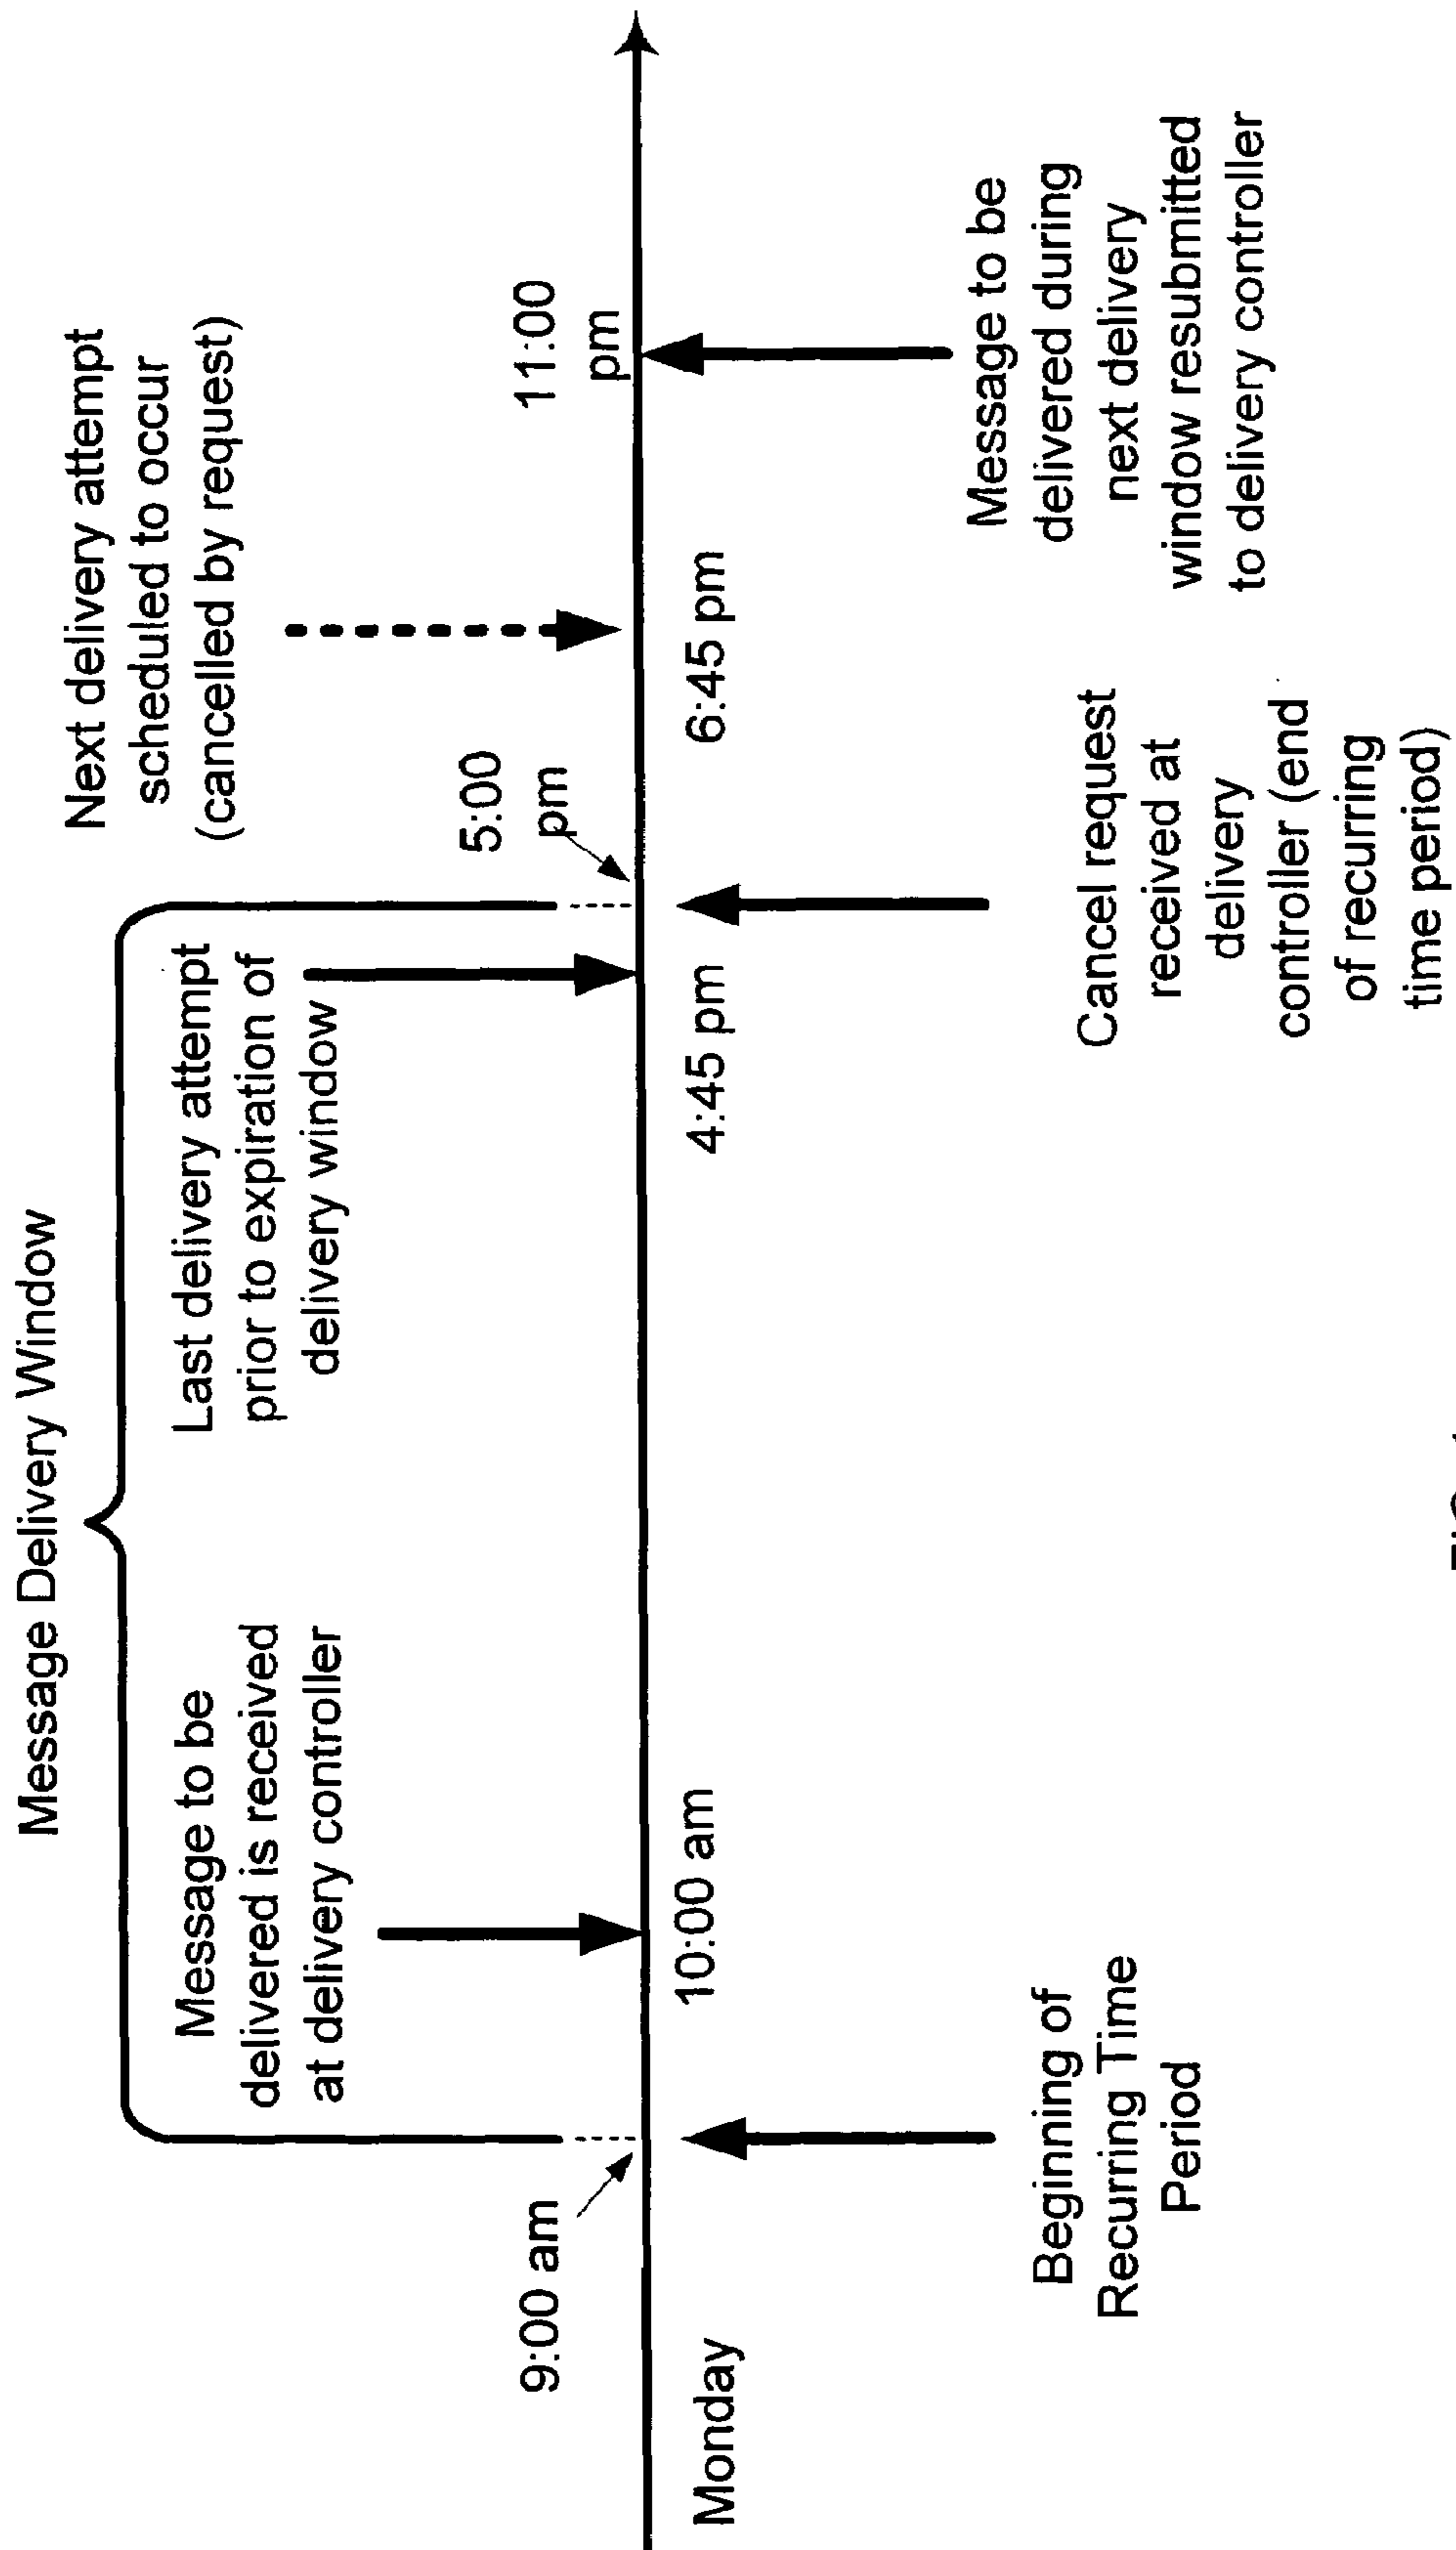 Message Delivery Window
Message to be
delivered is received
at delivery controller
Last delivery attempt
prior to expiration of
delivery window
Next delivery attempt
scheduled to occur
(cancelled by request)
9:00 am
5:00
pm
11:00
pm
Monday
10:00 am
4:45 pm
6:45 pm
Beginning of
Recurring Time
Period
Cancel request
received at
delivery
controller (end
of recurring
time period)
Message to be
delivered during
next delivery
window resubmitted
to delivery controller